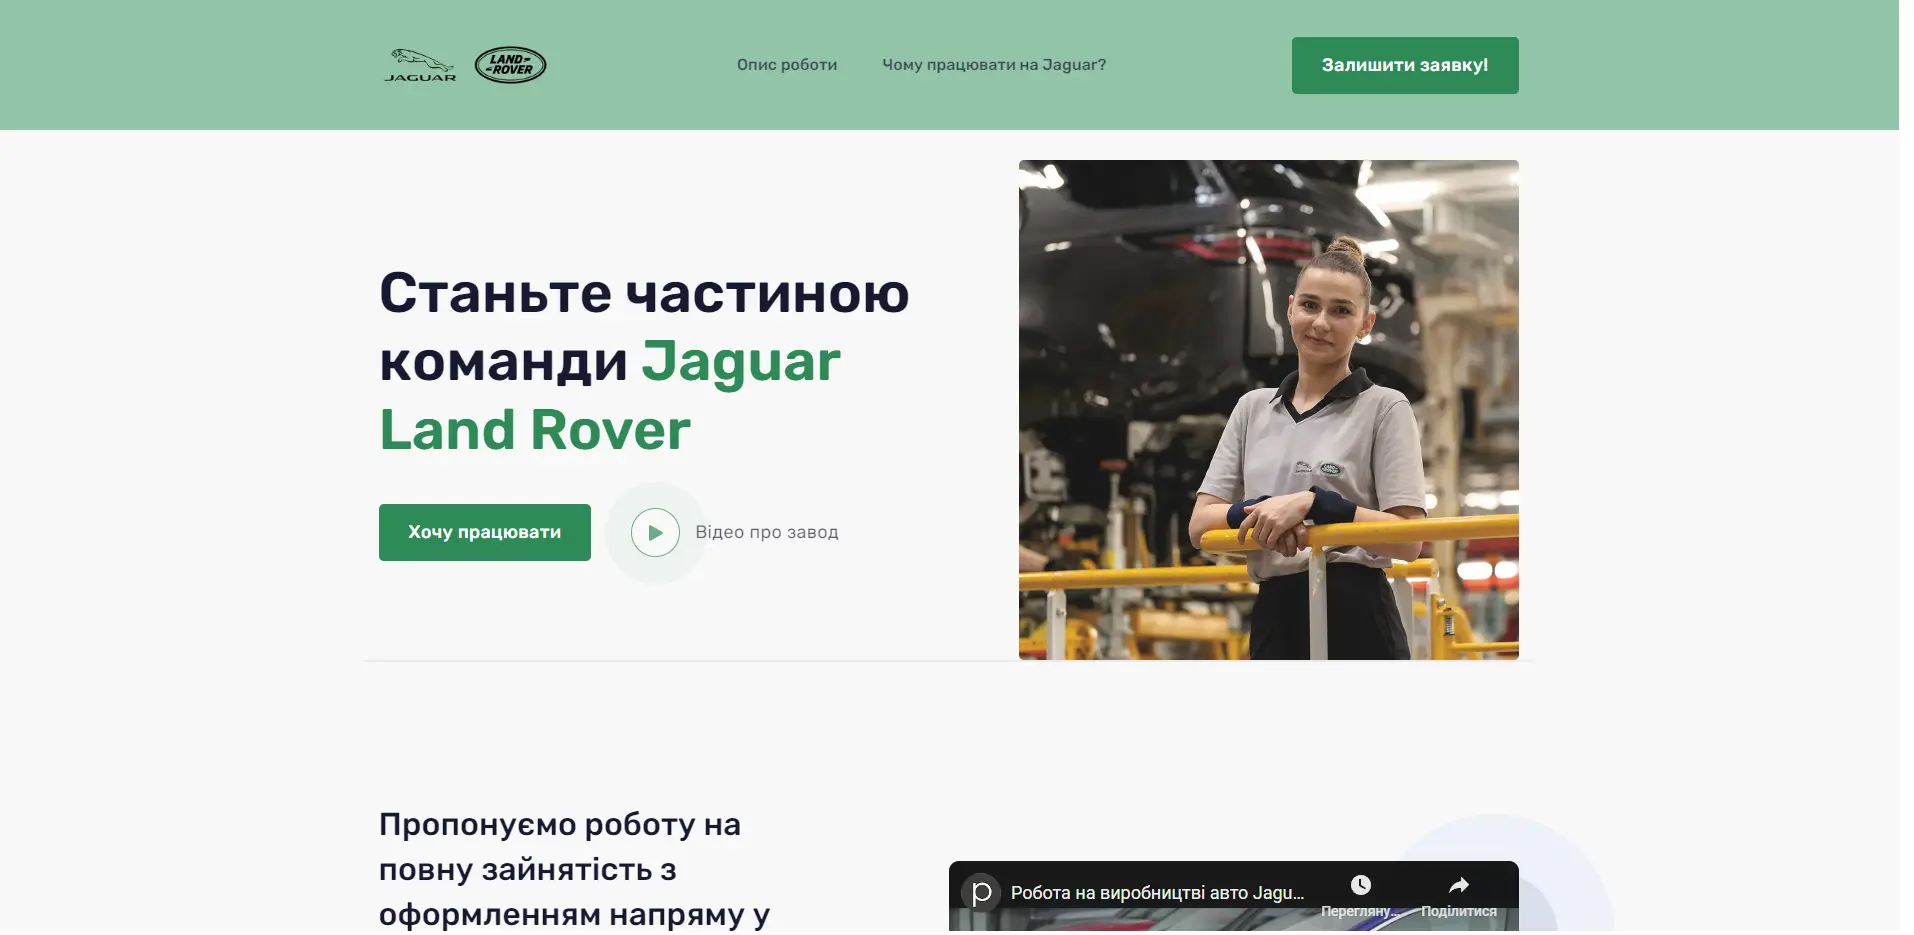 JAGUAR
LAND-
-ROVER
Опис роботи
Чому працювати на Jaguar?
Залишити заявку!
Станьте частиною
команди Jaguar
Land Rover
Хочу працювати
Відео про завод
Пропонуємо роботу на
повну зайнятість з
оформленням напряму у
Робота на виробництві авто Jagu...
Перегляну...
Поділитися